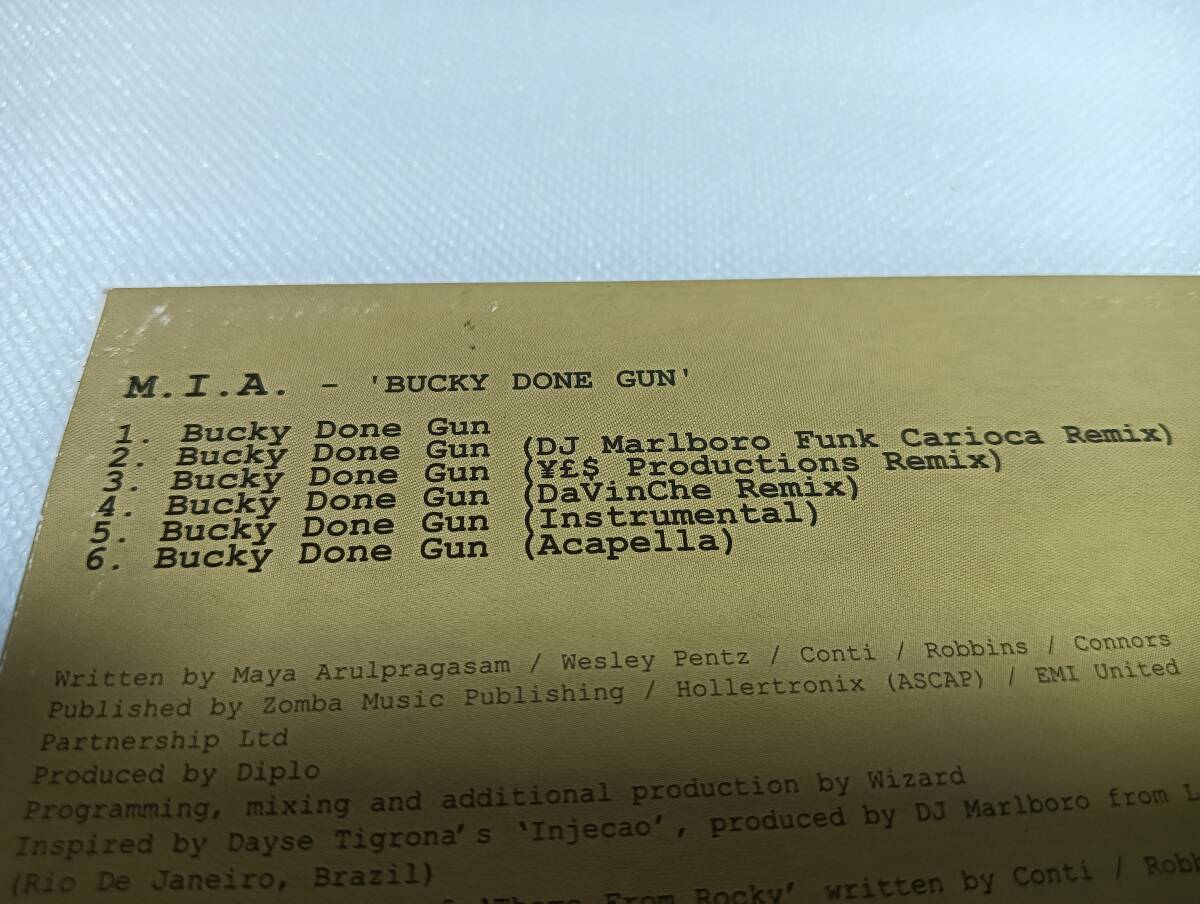 M.I.A. - 'BUCKY DONE GUN'
1. Bucky Done Gun
2. Bucky Done Gun (DJ Marlboro Funk Carioca Remix)
3. Bucky Done Gun (¥£$ Productions Remix)
4. Bucky Done Gun (DaVinChe Remix)
5. Bucky Done Gun (Instrumental)
6. Bucky Done Gun (Acapella)
Written by Maya Arulpragasam / Wesley Pentz / Conti / Robbins / Connors
Published by Zomba Music Publishing / Hollertronix (ASCAP) / EMI United
Partnership Ltd
Produced by Diplo
Programming, mixing and additional production by Wizard
Inspired by Dayse Tigrona's 'Injecao', produced by DJ Marlboro from
(Rio De Janeiro, Brazil)
'Theme From Rocky' written by Conti /